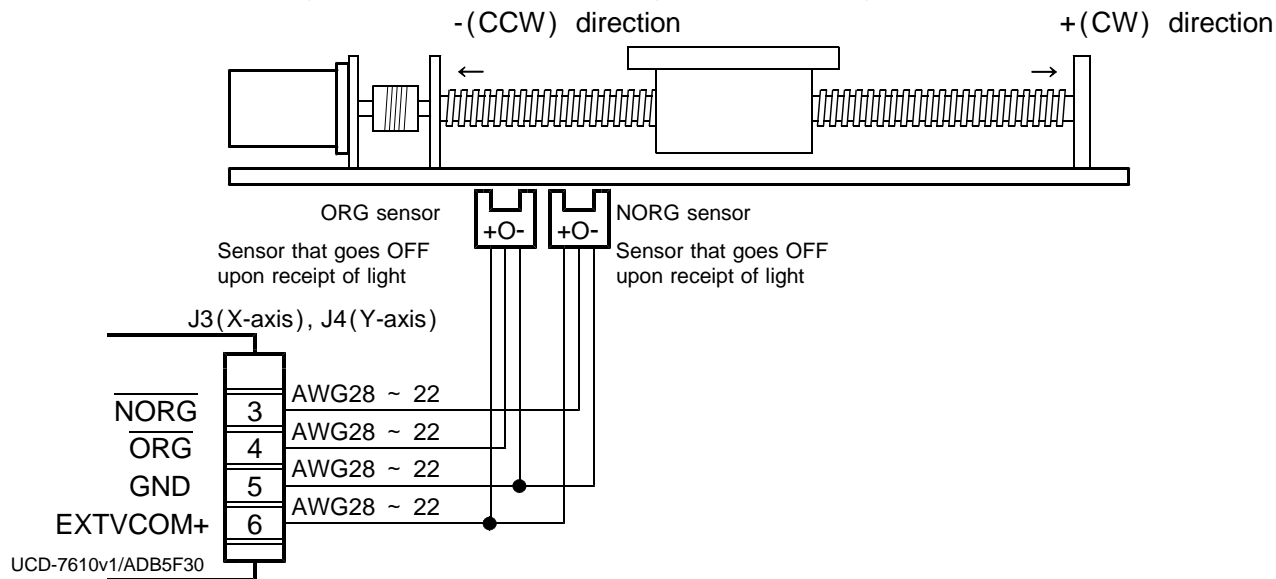 -(CCW) direction
+(CW) direction
←
→
ORG sensor
NORG sensor
+O-
+O-
Sensor that goes OFF
upon receipt of light
Sensor that goes OFF
upon receipt of light
J3(X-axis), J4(Y-axis)
NORG 3 AWG28 ~ 22
ORG 4 AWG28 ~ 22
GND 5 AWG28 ~ 22
EXTVCOM+ 6 AWG28 ~ 22
UCD-7610v1/ADB5F30